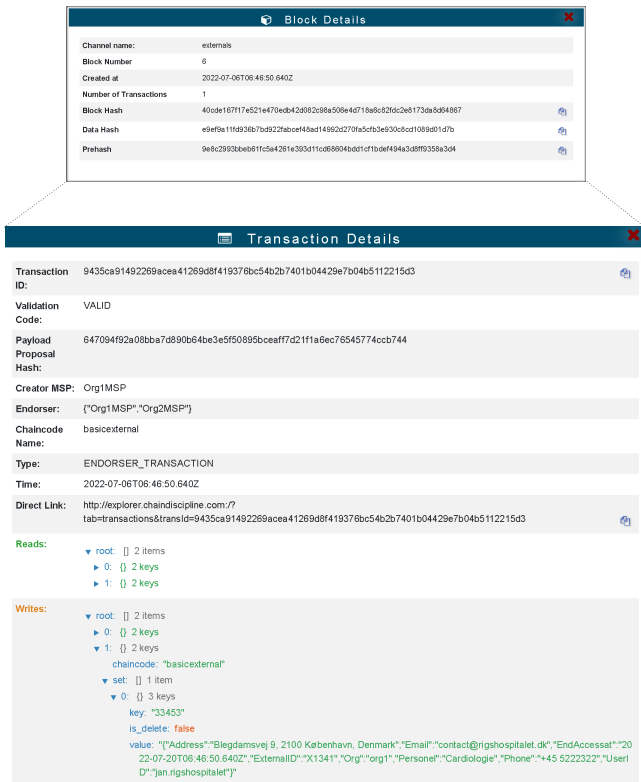 Block Details
Channel name: externals
Block Number 6
Created at 2022-07-06T06:46:50.640Z
Number of Transactions 1
Block Hash 40cde167f17e521e470edb42d082c98a506e4d718a6c82fdc2e8173da8d64867
Data Hash e9ef9a11fd936b7bd922fabcef48ad14992d270fa5cfb3e930c8cd1089d01d7b
Prehash 9e8c2993bbeb61fc5a4261e393d11cd68604bdd1cf1bdef494a3d8ff9358a3d4
Transaction Details
Transaction 9435ca91492269acea41269d8f419376bc54b2b7401b04429e7b04b5112215d3
ID:
Validation VALID
Code:
Payload 647094f92a08bba7d890b64be3e5f50895bceaff7d21f1a6ec76545774ccb744
Proposal
Hash:
Creator MSP: Org1MSP
Endorser: {"Org1MSP","Org2MSP"}
Chaincode basicexternal
Name:
Type: ENDORSER_TRANSACTION
Time: 2022-07-06T06:46:50.640Z
Direct Link: http://explorer.chaindiscipline.com:/?
tab=transactions&transId=9435ca91492269acea41269d8f419376bc54b2b7401b04429e7b04b5112215d3
Reads:
▼ root: [] 2 items
► 0: {} 2 keys
► 1: {} 2 keys
Writes:
▼ root: [] 2 items
► 0: {} 2 keys
▼ 1: {} 2 keys
chaincode: "basicexternal"
▼ set: [] 1 item
▼ 0: {} 3 keys
key: "33453"
is_delete: false
value: "{"Address":"Blegdamsvej 9, 2100 København, Denmark","Email":"contact@rigshospitalet.dk","EndAccessat":"20
22-07-20T06:46:50.640Z","ExternalID":"X1341","Org":"org1","Personel":"Cardiologie","Phone":"+45 5222322","UserI
D":"jan.rigshospitalet"}"